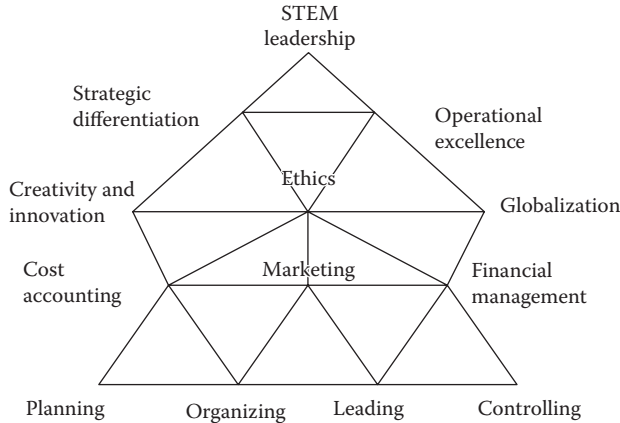 STEM
leadership
Strategic
differentiation
Operational
excellence
Ethics
Creativity and
innovation
Globalization
Cost
accounting
Marketing
Financial
management
Planning
Organizing
Leading
Controlling